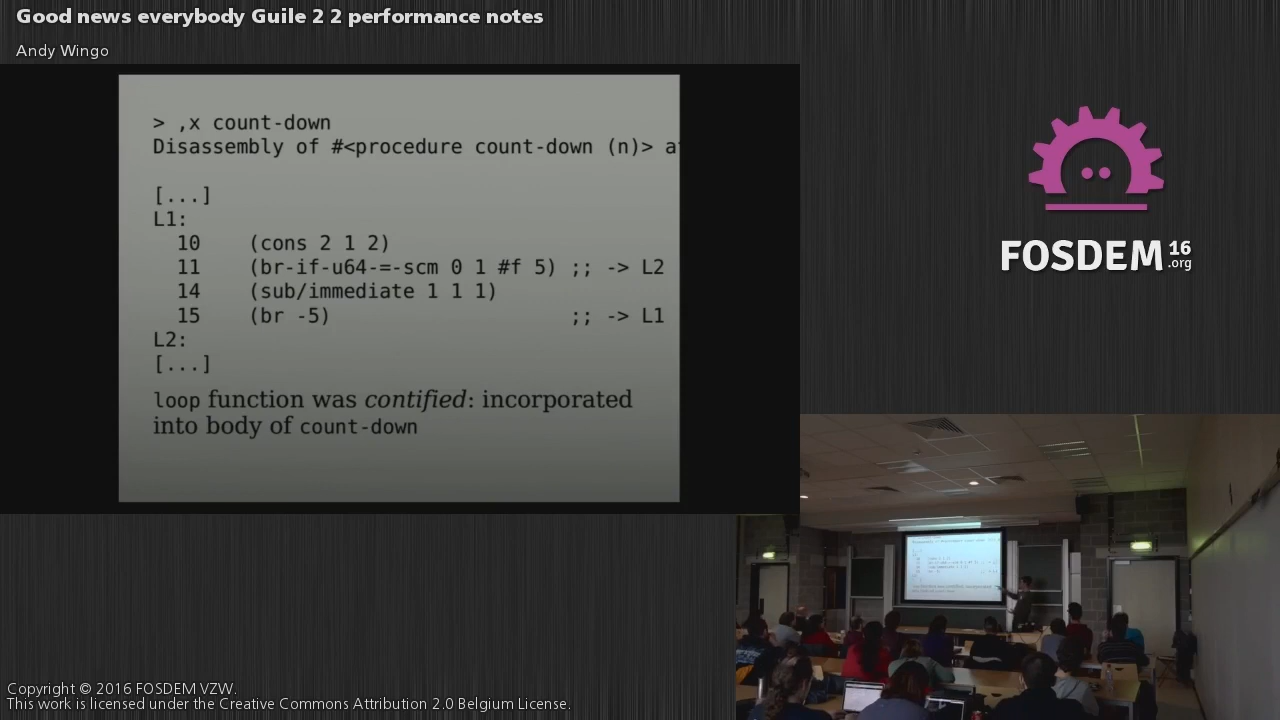 Good news everybody Guile 2 2 performance notes
Andy Wingo
> ,x count-down
Disassembly of #<procedure count-down (n)> a
[...]
L1:
10 (cons 2 1 2)
11 (br-if-u64-=-scm 0 1 #f 5) ;; -> L2
14 (sub/immediate 1 1 1)
15 (br -5) ;; -> L1
L2:
[...]
loop function was contified: incorporated
into body of count-down
FOSDEM 16
.org
Copyright © 2016 FOSDEM VZW.
This work is licensed under the Creative Commons Attribution 2.0 Belgium License.